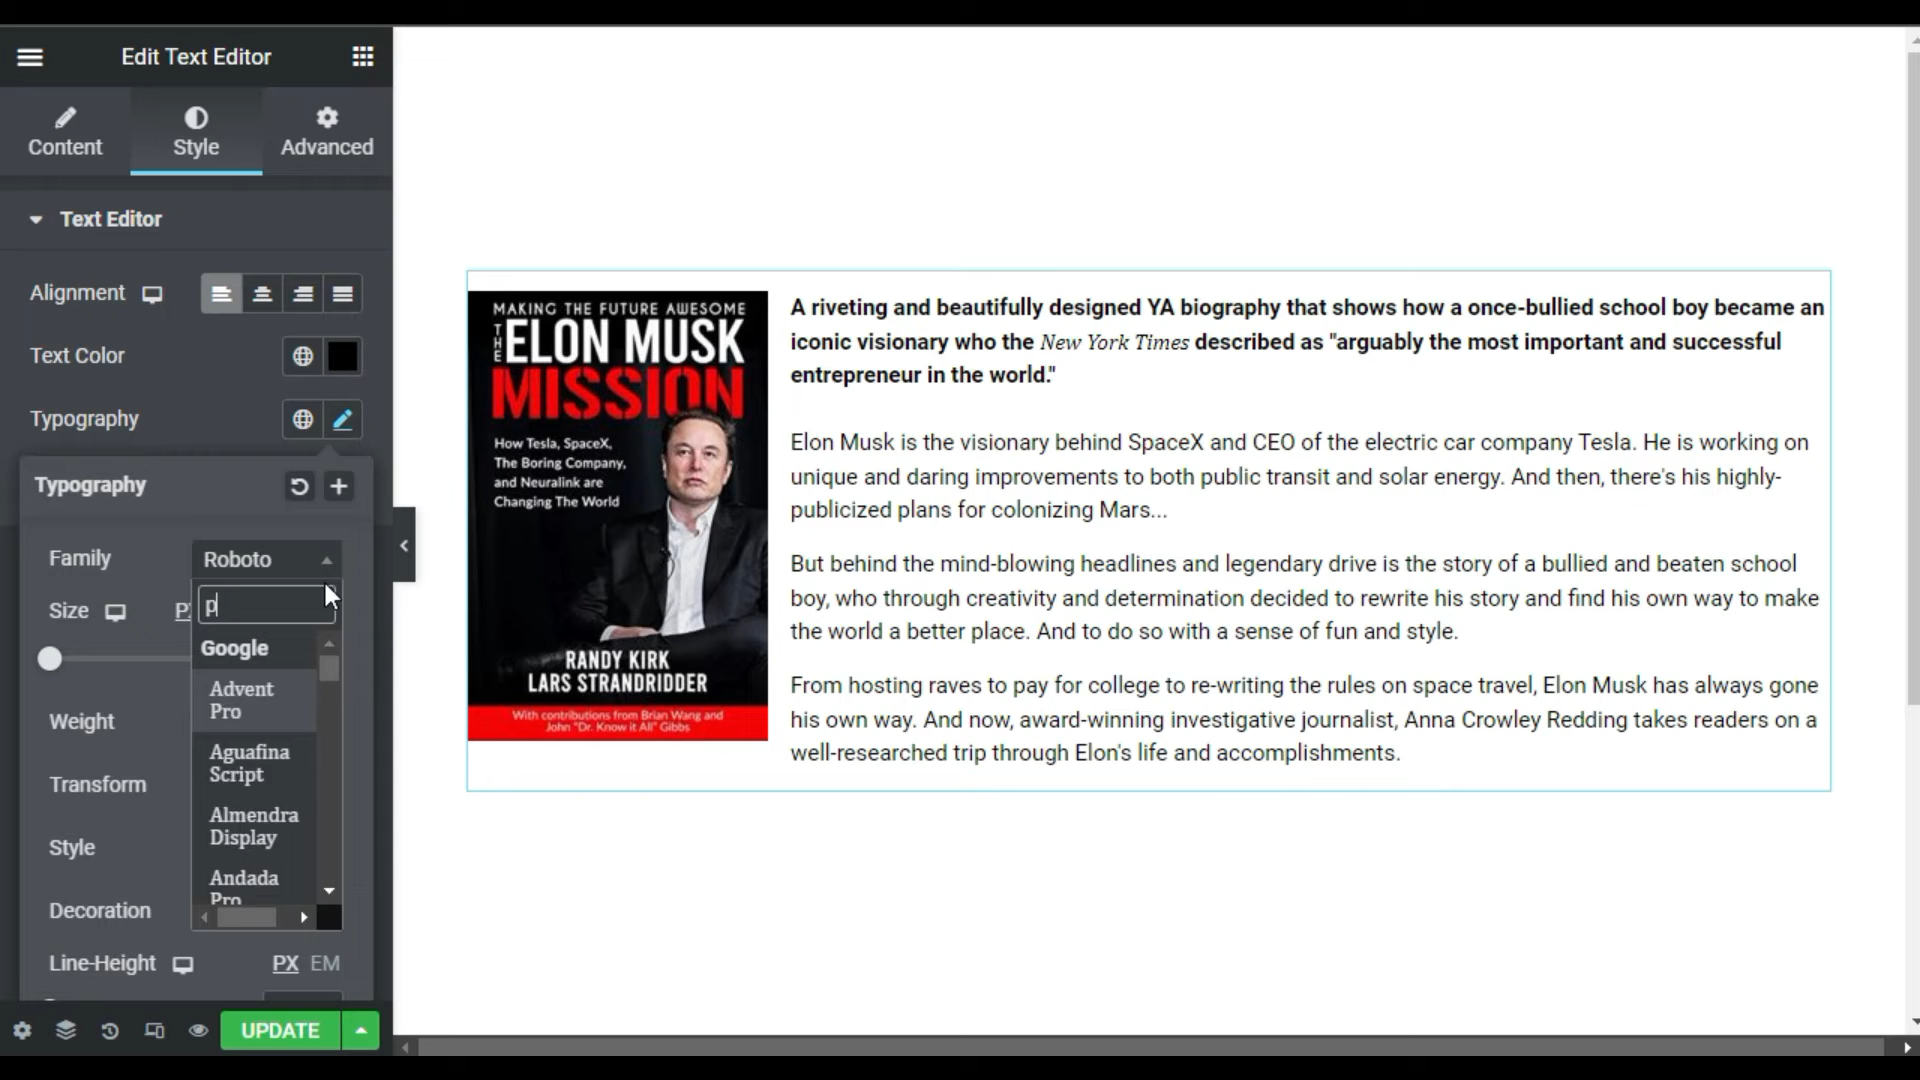 Edit Text Editor
Content
Style
Advanced
Text Editor
Alignment
Text Color
Typography
Typography
Family
Roboto
p
Size
Google
Advent
Pro
Aguafina
Script
Almendra
Display
Andada
Pro
Weight
Transform
Style
Decoration
Line-Height
PX EM
UPDATE
MAKING THE FUTURE AWESOME
THE
ELON MUSK
MISSION
How Tesla, SpaceX,
The Boring Company,
and Neuralink are
Changing The World
RANDY KIRK
LARS STRANDRIDDER
With contributions from Brian Wang and
John "Dr. Know it All" Gibbs
A riveting and beautifully designed YA biography that shows how a once-bullied school boy became an
iconic visionary who the New York Times described as "arguably the most important and successful
entrepreneur in the world."
Elon Musk is the visionary behind SpaceX and CEO of the electric car company Tesla. He is working on
unique and daring improvements to both public transit and solar energy. And then, there's his highly-
publicized plans for colonizing Mars...
But behind the mind-blowing headlines and legendary drive is the story of a bullied and beaten school
boy, who through creativity and determination decided to rewrite his story and find his own way to make
the world a better place. And to do so with a sense of fun and style.
From hosting raves to pay for college to re-writing the rules on space travel, Elon Musk has always gone
his own way. And now, award-winning investigative journalist, Anna Crowley Redding takes readers on a
well-researched trip through Elon's life and accomplishments.